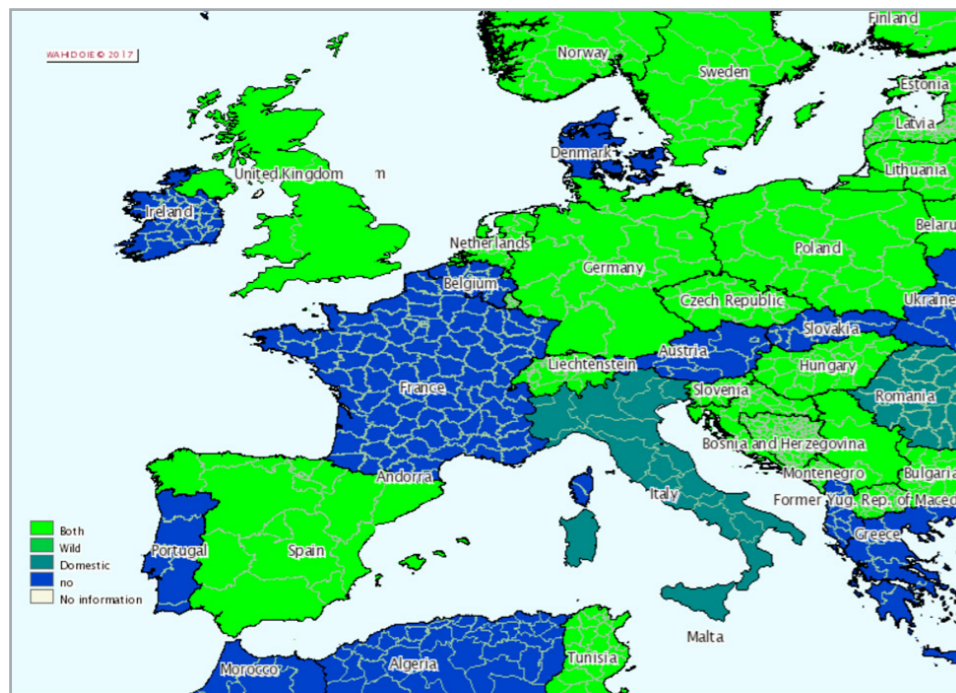 WAHID OIE © 2017
Finland
Norway
Sweden
Estonia
Latvia
Denmark
Lithuania
United Kingdom
m
Ireland
Belaru
Netherlands
Poland
Germany
Belgium
Czech Republic
Ukraine
Slovakia
Austria
Liechtenstein
Hungary
France
Slovenia
Romania
Bosnia and Herzegovina
Andorra
Montenegro
Bulgaria
Italy
Former Yug. Rep. of Maced
Both
Wild
Domestic
no
No information
Portugal
Spain
Greece
Malta
Morocco
Algeria
Tunisia